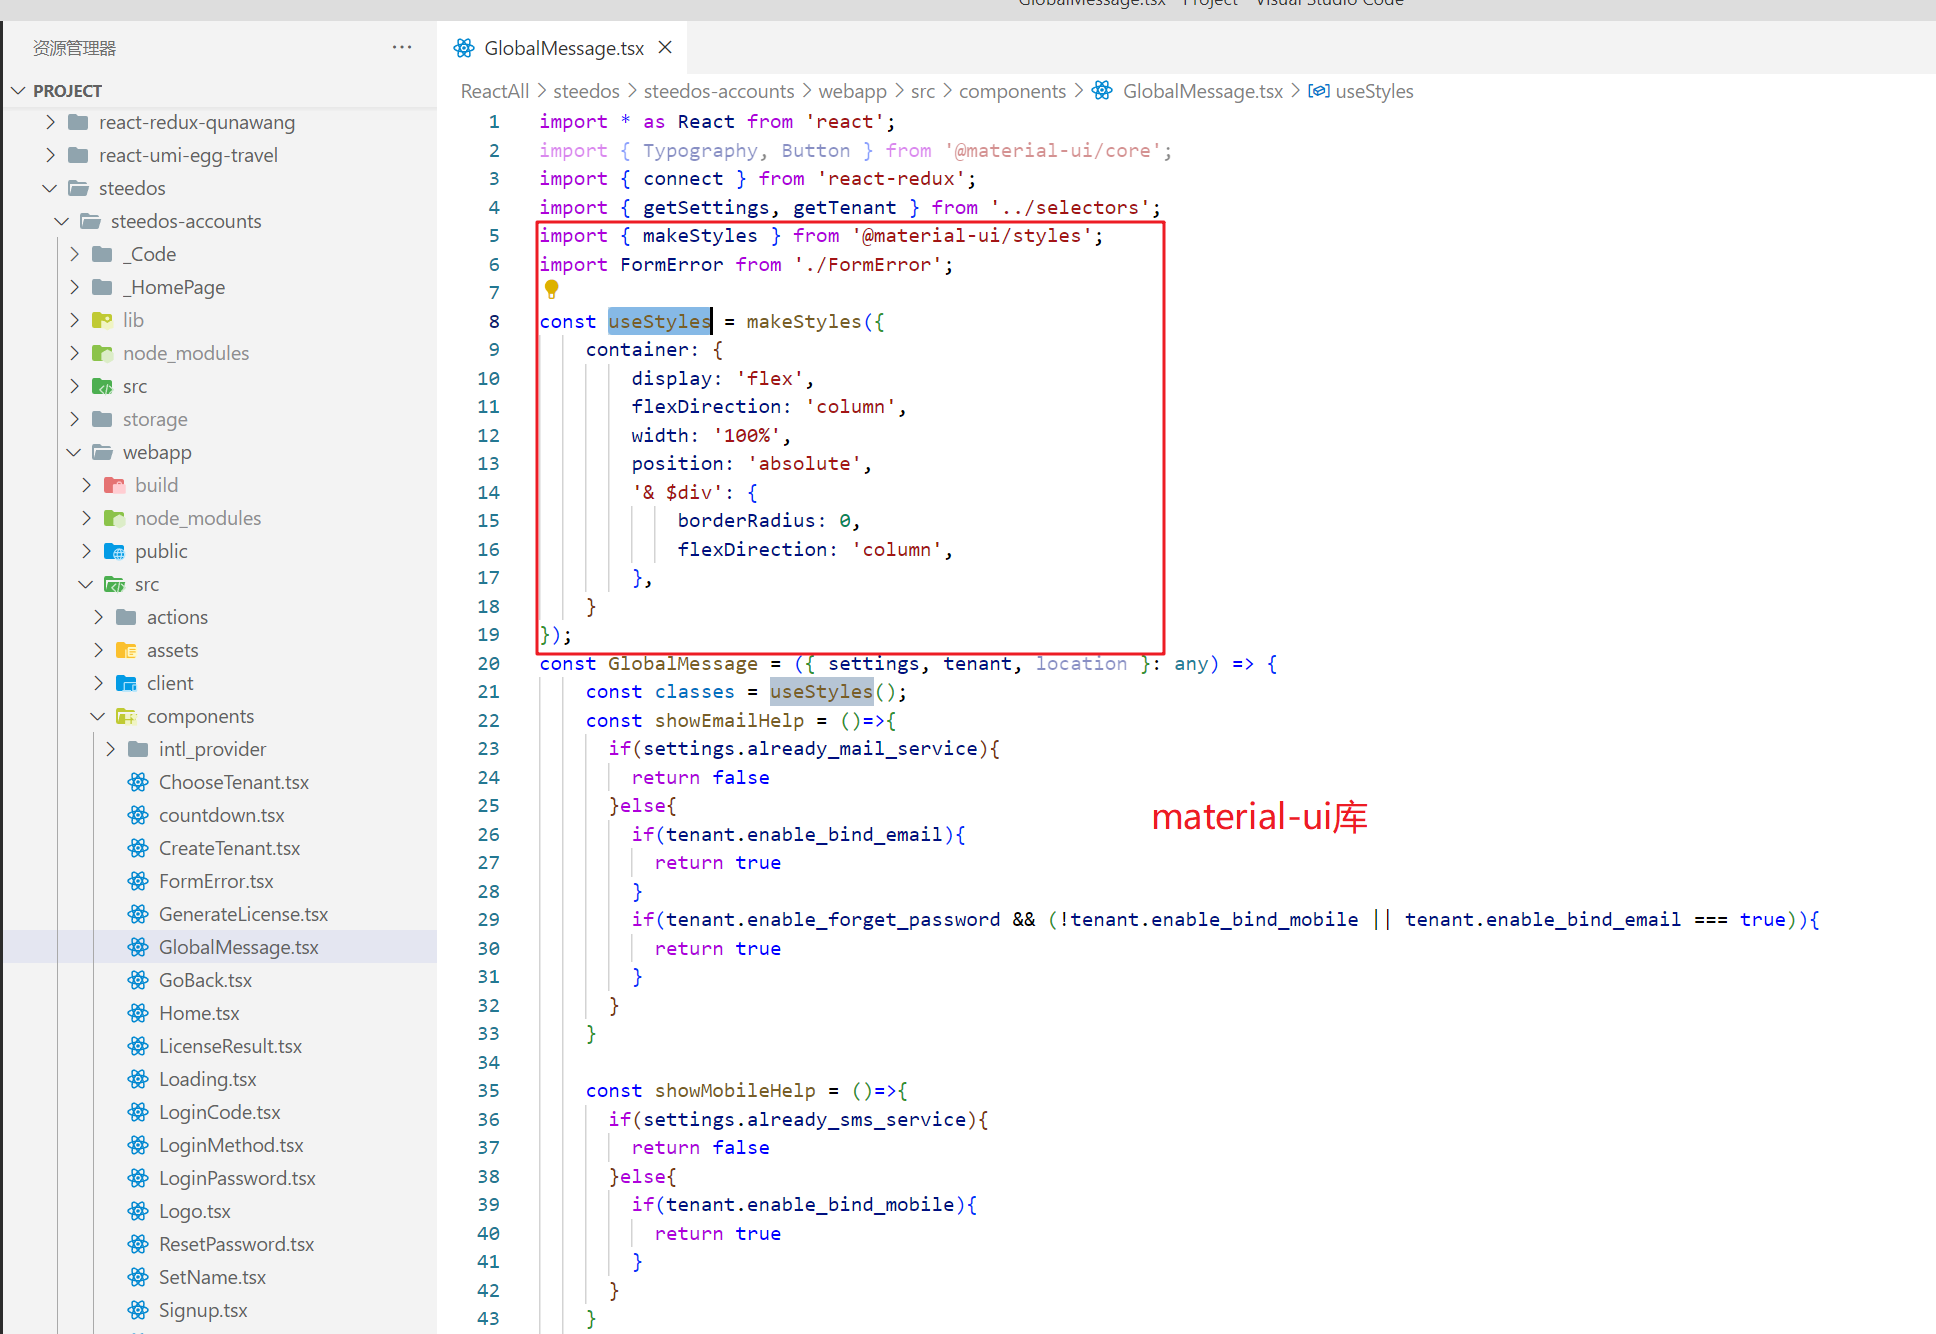 GlobalMessage.tsx - Project - Visual Studio Code
资源管理器
GlobalMessage.tsx
PROJECT
ReactAll > steedos > steedos-accounts > webapp > src > components > GlobalMessage.tsx > useStyles
react-redux-qunawang
react-umi-egg-travel
steedos
steedos-accounts
_Code
_HomePage
lib
node_modules
src
storage
webapp
build
node_modules
public
src
actions
assets
client
components
intl_provider
ChooseTenant.tsx
countdown.tsx
CreateTenant.tsx
FormError.tsx
GenerateLicense.tsx
GlobalMessage.tsx
GoBack.tsx
Home.tsx
LicenseResult.tsx
Loading.tsx
LoginCode.tsx
LoginMethod.tsx
LoginPassword.tsx
Logo.tsx
ResetPassword.tsx
SetName.tsx
Signup.tsx
1 import * as React from 'react';
2 import { Typography, Button } from '@material-ui/core';
3 import { connect } from 'react-redux';
4 import { getSettings, getTenant } from '../selectors';
5 import { makeStyles } from '@material-ui/styles';
6 import FormError from './FormError';
7
8 const useStyles = makeStyles({
9 container: {
10 display: 'flex',
11 flexDirection: 'column',
12 width: '100%',
13 position: 'absolute',
14 '& $div': {
15 borderRadius: 0,
16 flexDirection: 'column',
17 },
18 }
19 });
20 const GlobalMessage = ({ settings, tenant, location }: any) => {
21 const classes = useStyles();
22 const showEmailHelp = ()=>{
23 if(settings.already_mail_service){
24 return false
25 }else{
26 if(tenant.enable_bind_email){
27 return true
28 }
29 if(tenant.enable_forget_password && (!tenant.enable_bind_mobile || tenant.enable_bind_email === true)){
30 return true
31 }
32 }
33 }
34
35 const showMobileHelp = ()=>{
36 if(settings.already_sms_service){
37 return false
38 }else{
39 if(tenant.enable_bind_mobile){
40 return true
41 }
42 }
43 }
material-ui库